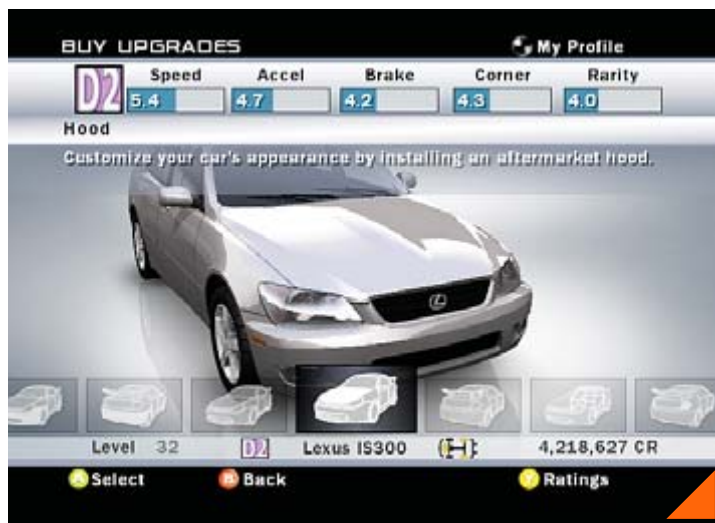 BUY UPGRADES My Profile
D2 Speed Accel Brake Corner Rarity
5.4 4.7 4.2 4.3 4.0
Hood
Customize your car's appearance by installing an aftermarket hood.
Level 32 D2 Lexus IS300 4,218,627 CR
A Select B Back Y Ratings